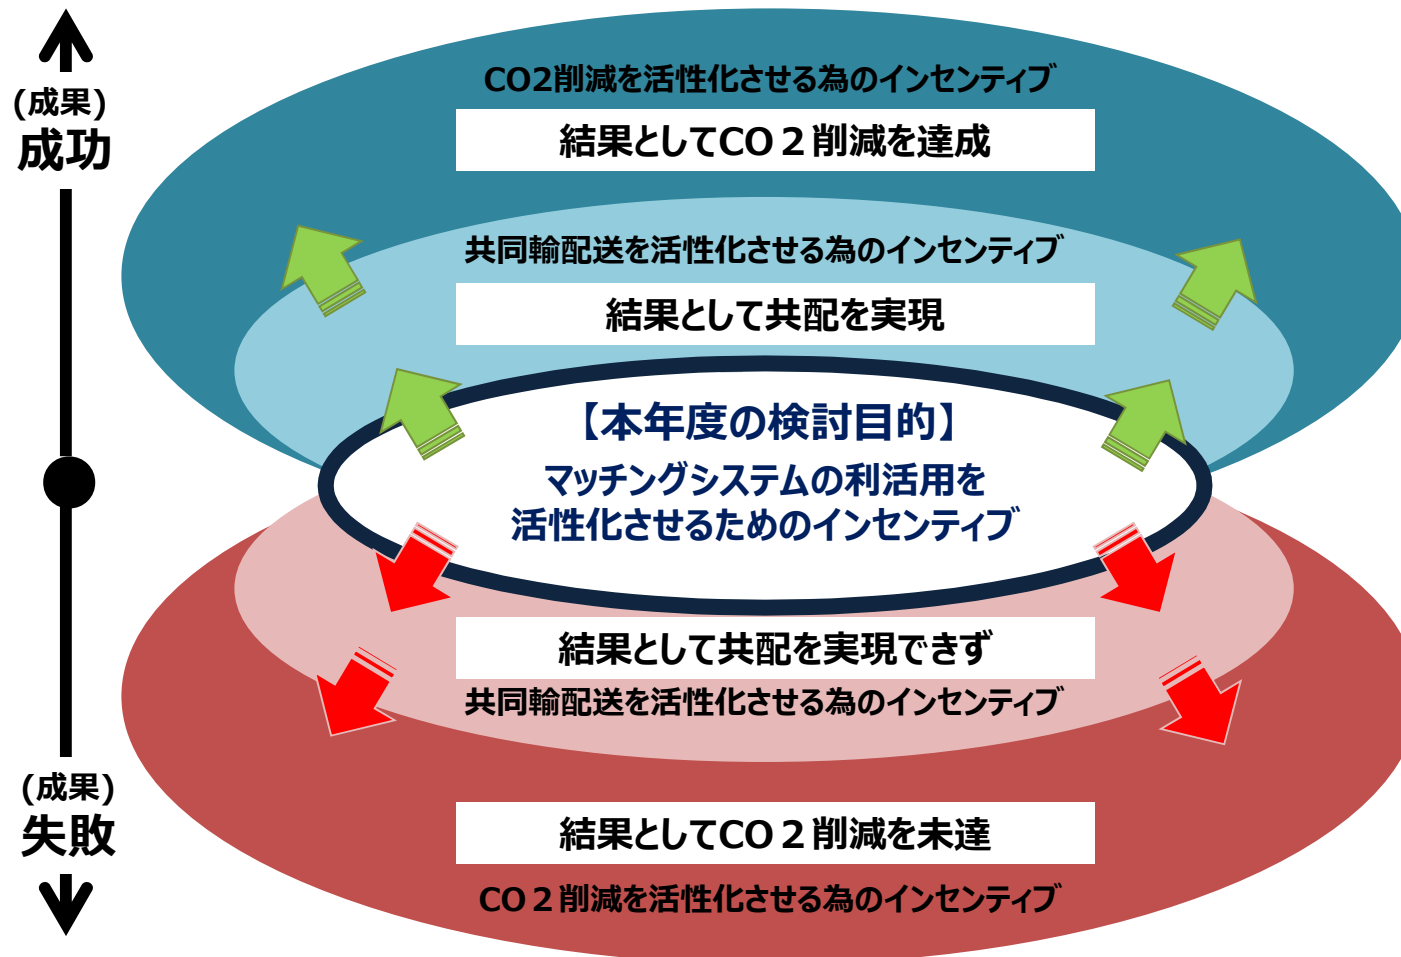 (成果)
成功
CO2削減を活性化させる為のインセンティブ
結果としてCO２削減を達成
共同輸配送を活性化させる為のインセンティブ
結果として共配を実現
【本年度の検討目的】
マッチングシステムの利活用を
活性化させるためのインセンティブ
結果として共配を実現できず
共同輸配送を活性化させる為のインセンティブ
(成果)
失敗
結果としてCO２削減を未達
CO２削減を活性化させる為のインセンティブ